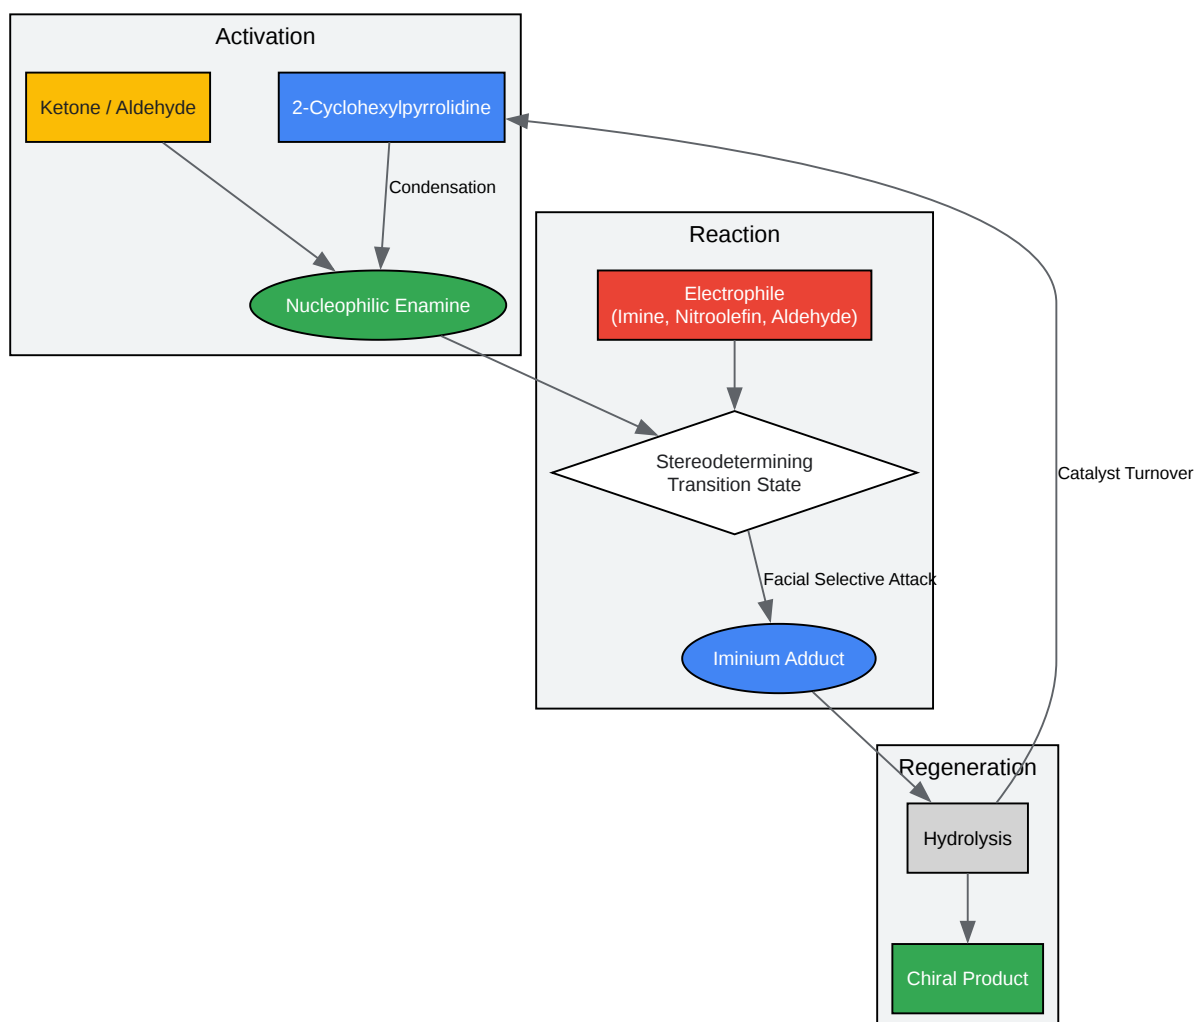 Activation
Ketone / Aldehyde
2-Cyclohexylpyrrolidine
Condensation
Nucleophilic Enamine
Reaction
Electrophile
(Imine, Nitroolefin, Aldehyde)
Stereodetermining
Transition State
Catalyst Turnover
Facial Selective Attack
Iminium Adduct
Regeneration
Hydrolysis
Chiral Product